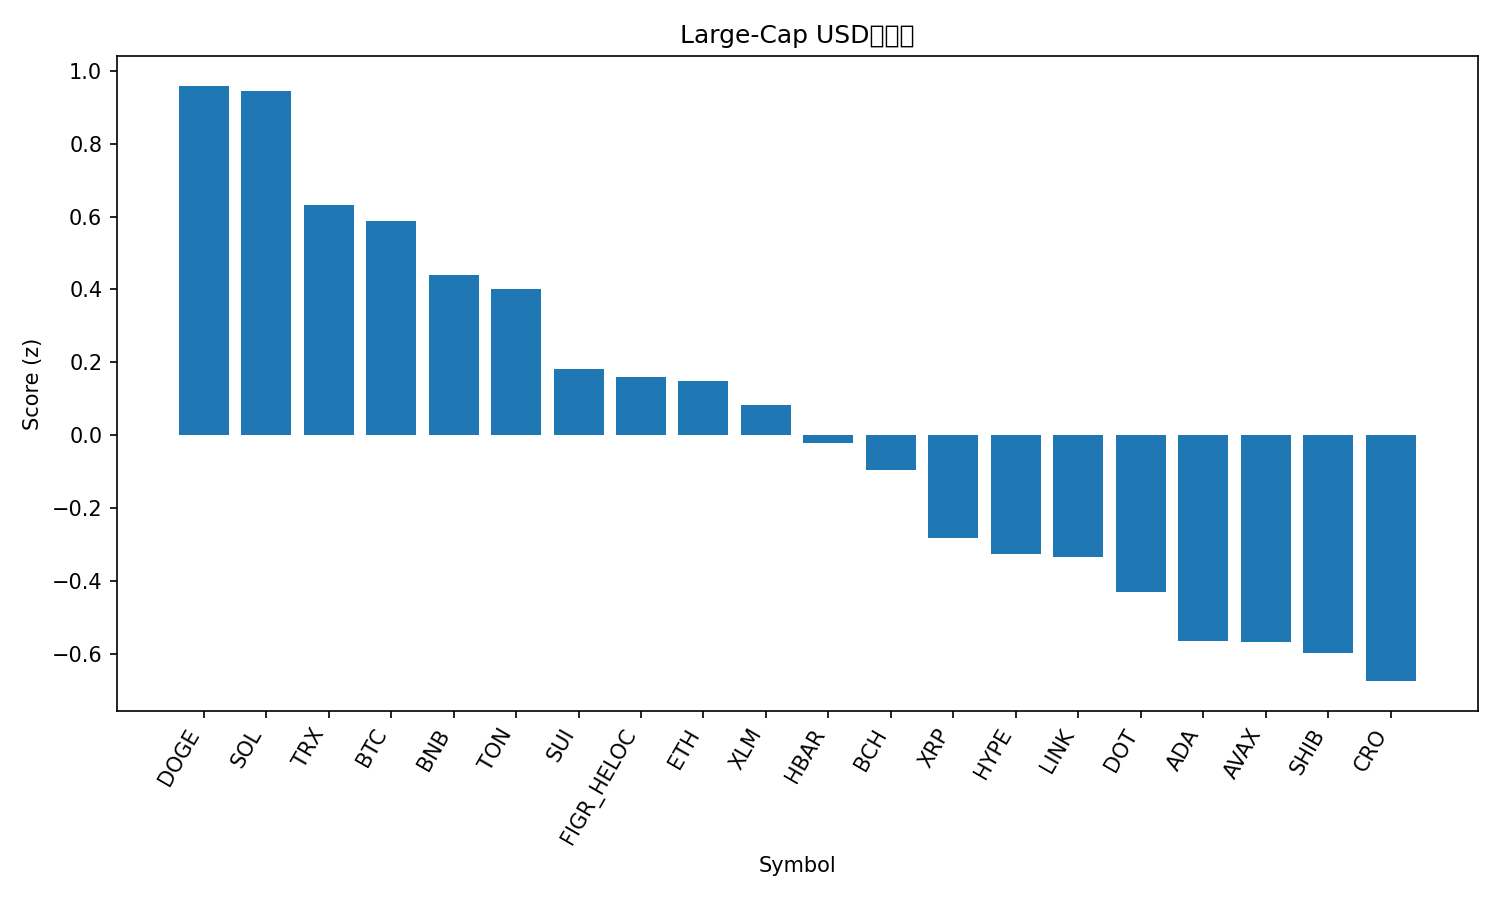 Large-Cap USD
1.0
0.8
0.6
0.4
0.2
0.0
−0.2
−0.4
−0.6
Score (z)
DOGE
SOL
TRX
BTC
BNB
TON
SUI
FIGR_HELOC
ETH
XLM
HBAR
BCH
XRP
HYPE
LINK
DOT
ADA
AVAX
SHIB
CRO
Symbol